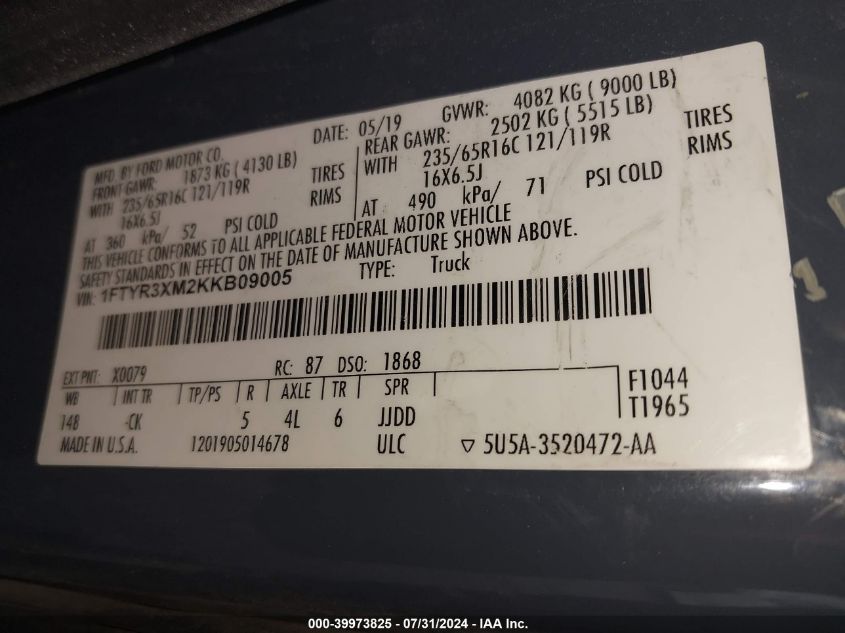 MFD. BY FORD MOTOR CO.
DATE: 05/19
GVWR: 4082 KG ( 9000 LB)
FRONT GAWR: 1873 KG ( 4130 LB)
WITH 235/65R16C 121/119R TIRES
16X6.5J RIMS
AT 360 kPa/ 52 PSI COLD
REAR GAWR: 2502 KG ( 5515 LB)
WITH 235/65R16C 121/119R TIRES
16X6.5J RIMS
AT 490 kPa/ 71 PSI COLD
THIS VEHICLE CONFORMS TO ALL APPLICABLE FEDERAL MOTOR VEHICLE
SAFETY STANDARDS IN EFFECT ON THE DATE OF MANUFACTURE SHOWN ABOVE.
VIN: 1FTYR3XM2KKB09005
TYPE: Truck
EXT PNT: X0079 RC: 87 DSO: 1868
WB INT TR TP/PS R AXLE TR SPR
148 -CK 5 4L 6 JJDD
F1044
T1965
MADE IN U.S.A. 1201905014678 ULC ▽ 5U5A-3520472-AA
000-39973825 - 07/31/2024 - IAA Inc.